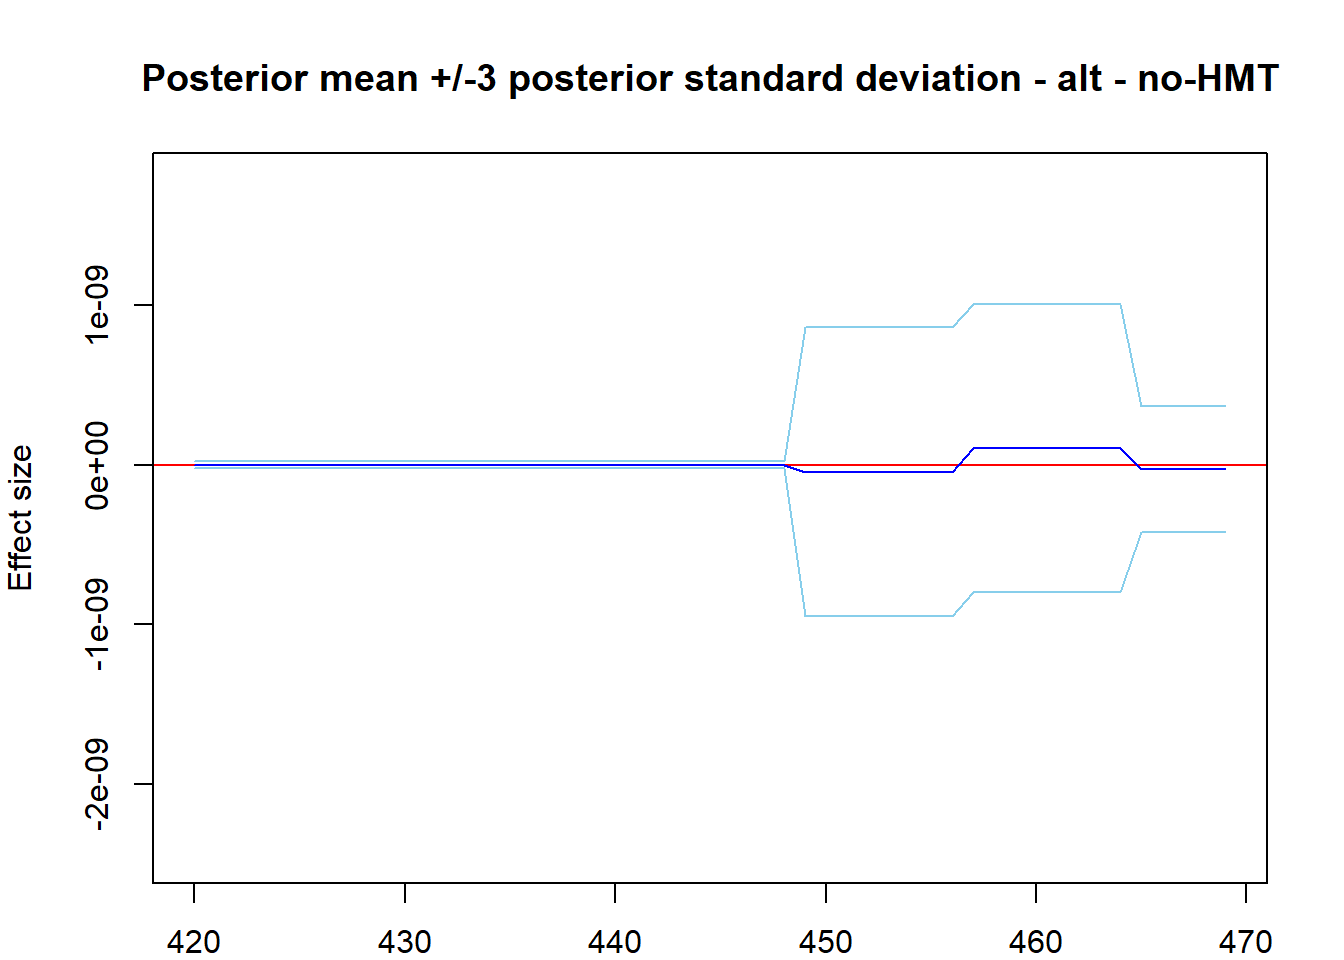 Posterior mean +/-3 posterior standard deviation - alt - no-HMT
Effect size
1e-09
0e+00
-1e-09
-2e-09
420 430 440 450 460 470